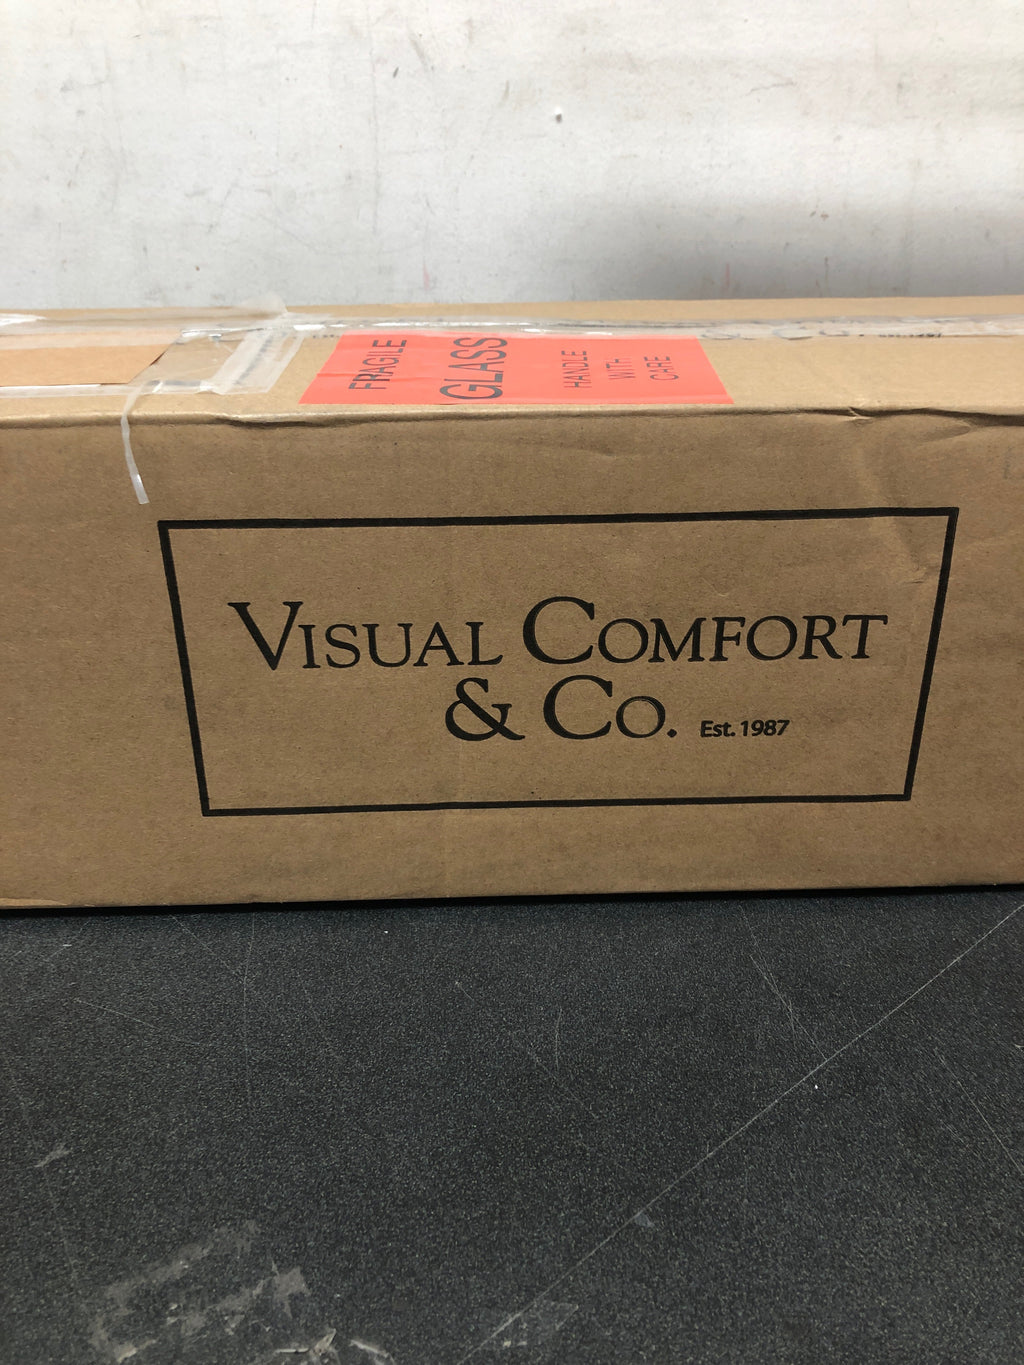 FRAGILE
GLASS
HANDLE
WITH
CARE
VISUAL COMFORT
& CO. Est. 1987